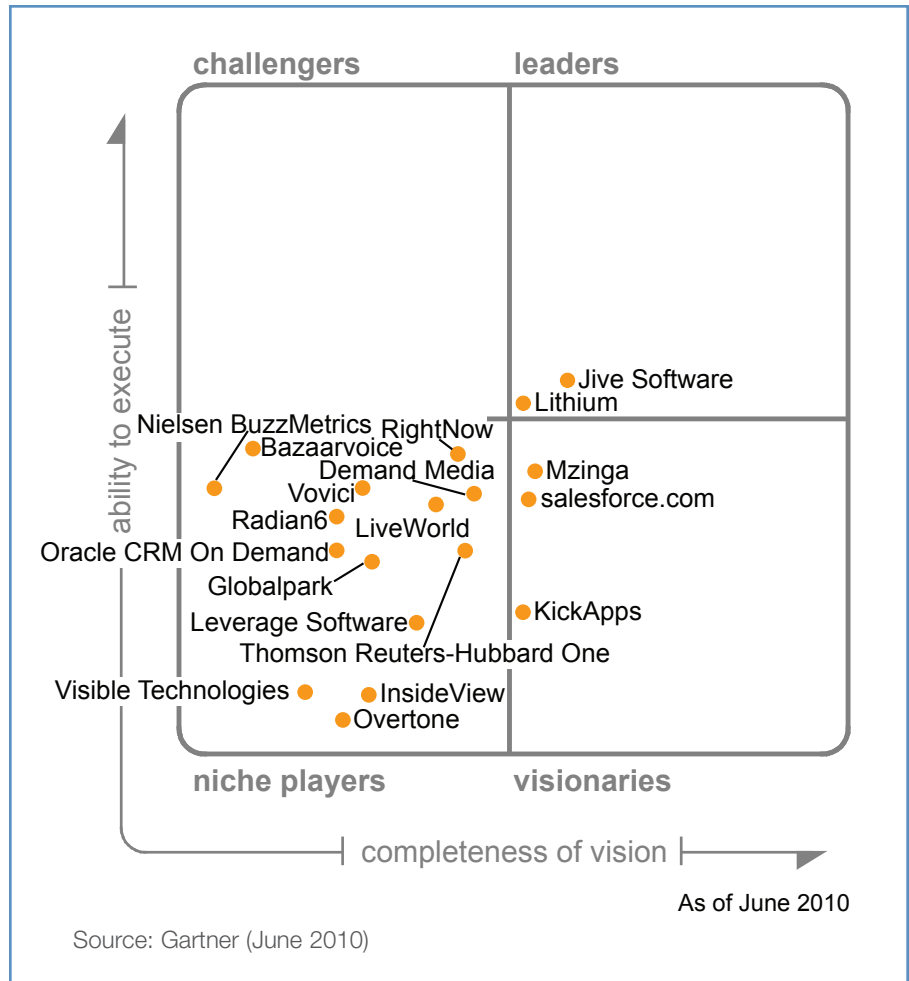 challengers
leaders
ability to execute
Jive Software
Lithium
Nielsen BuzzMetrics
RightNow
Bazaarvoice
Demand Media
Mzinga
Vovici
salesforce.com
Radian6
LiveWorld
Oracle CRM On Demand
Globalpark
Leverage Software
KickApps
Thomson Reuters-Hubbard One
Visible Technologies
InsideView
Overtone
niche players
visionaries
completeness of vision
As of June 2010
Source: Gartner (June 2010)